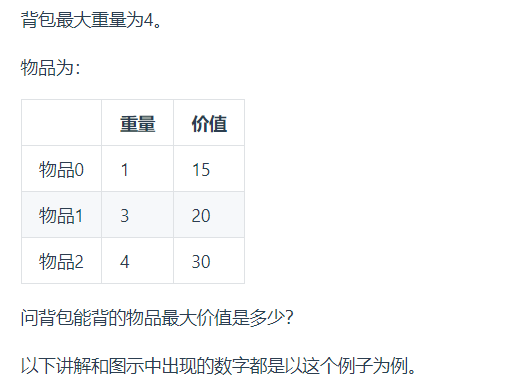 背包最大重量为4。
物品为：
重量 价值
物品0 1 15
物品1 3 20
物品2 4 30
问背包能背的物品最大价值是多少？
以下讲解和图示中出现的数字都是以这个例子为例。